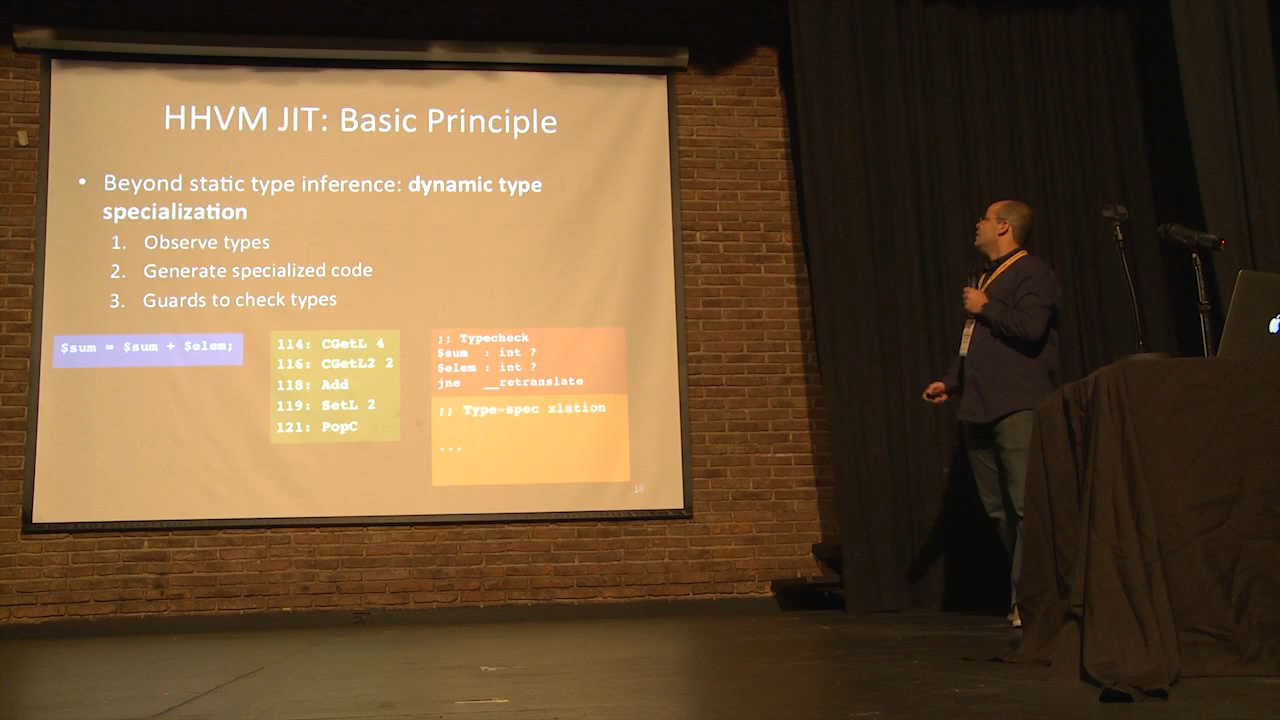 HHVM JIT: Basic Principle
• Beyond static type inference: dynamic type
specialization
1. Observe types
2. Generate specialized code
3. Guards to check types
$sum = $sum + $elem;
114: CGetL 4
116: CGetL2 2
118: Add
119: SetL 2
121: PopC
;; Typecheck
$sum : int ?
$elem : int ?
jne __retranslate
;; Type-spec xlation
...
18